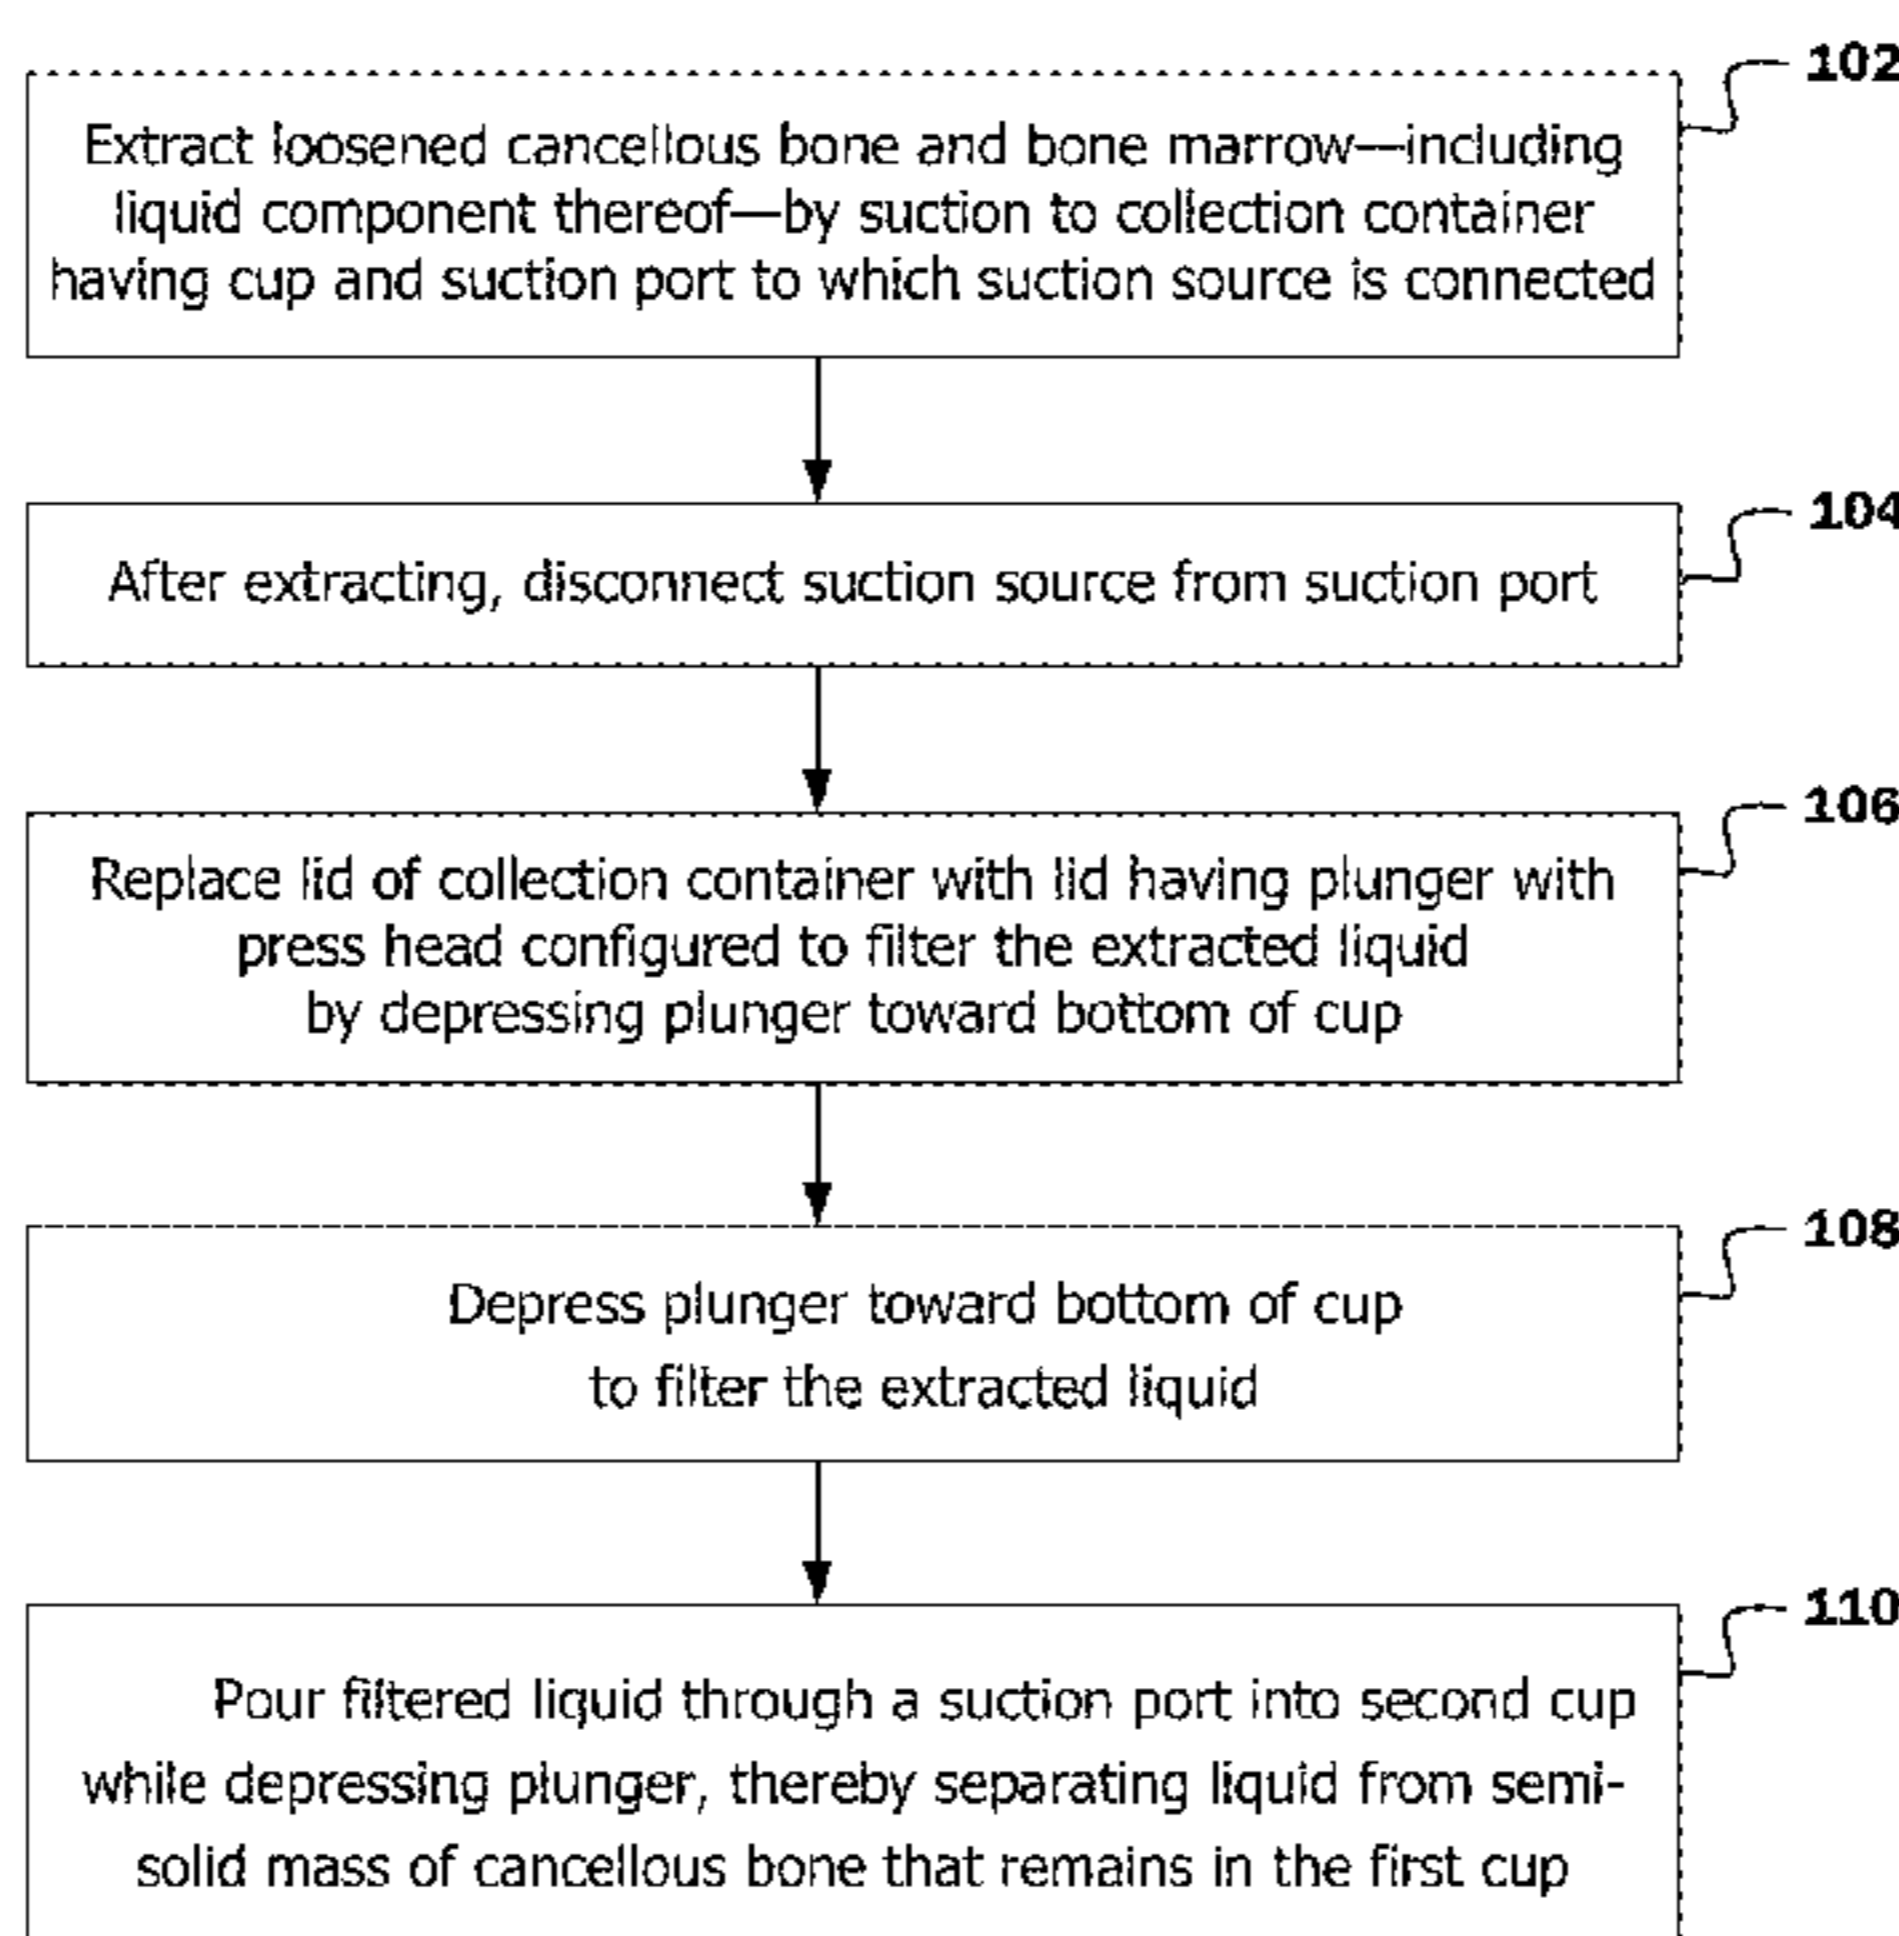 102
Extract loosened cancellous bone and bone marrow—including
liquid component thereof—by suction to collection container
having cup and suction port to which suction source is connected
104
After extracting, disconnect suction source from suction port
106
Replace lid of collection container with lid having plunger with
press head configured to filter the extracted liquid
by depressing plunger toward bottom of cup
108
Depress plunger toward bottom of cup
to filter the extracted liquid
110
Pour filtered liquid through a suction port into second cup
while depressing plunger, thereby separating liquid from semi-
solid mass of cancellous bone that remains in the first cup